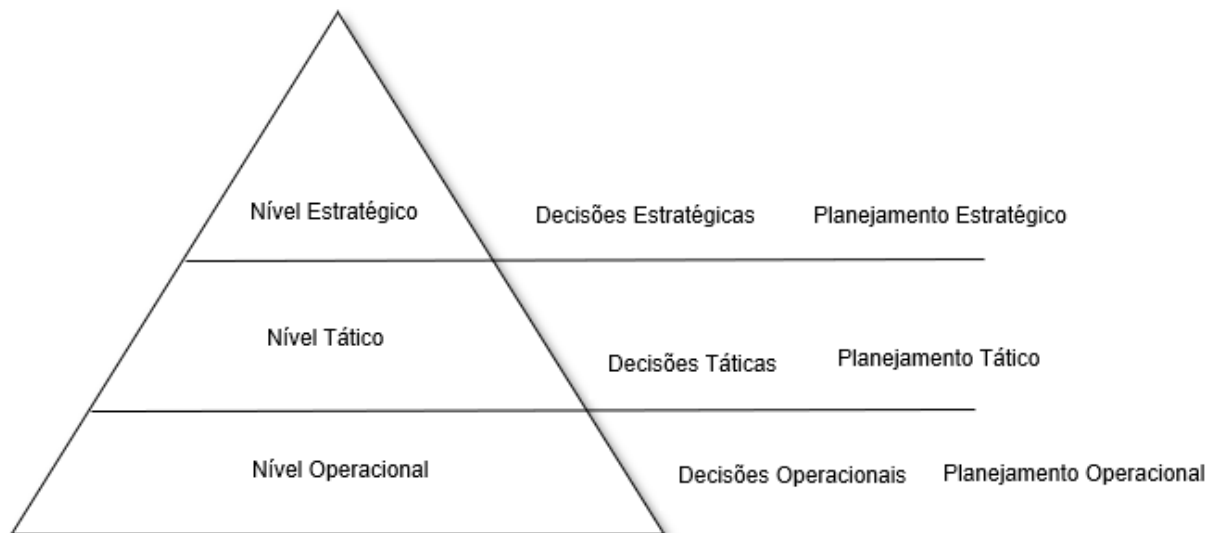 Nível Estratégico
Decisões Estratégicas
Planejamento Estratégico
Nível Tático
Decisões Táticas
Planejamento Tático
Nível Operacional
Decisões Operacionais
Planejamento Operacional